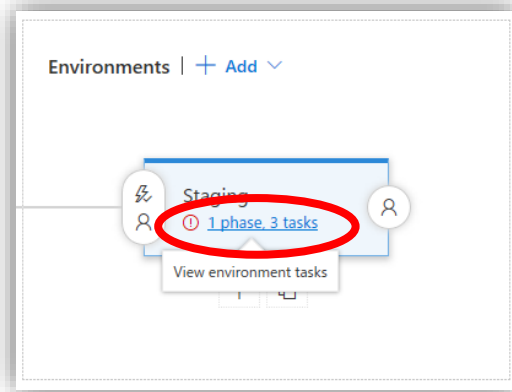 Environments | + Add
Staging
1 phase, 3 tasks
View environment tasks